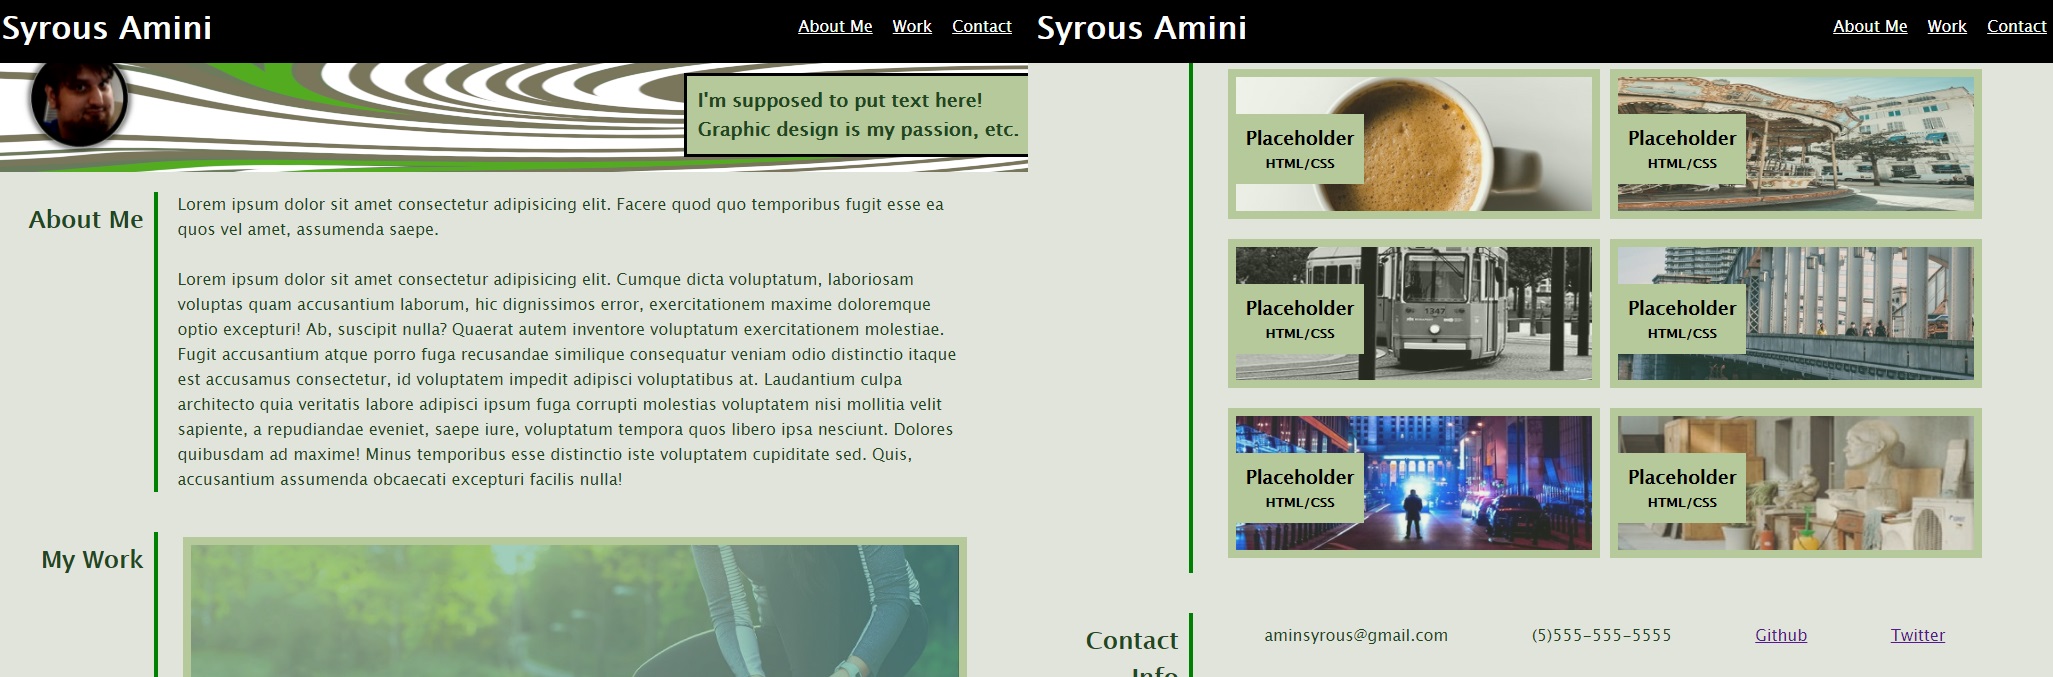 Syrous Amini
About Me Work Contact
I'm supposed to put text here!
Graphic design is my passion, etc.
About Me
Lorem ipsum dolor sit amet consectetur adipisicing elit. Facere quod quo temporibus fugit esse ea
quos vel amet, assumenda saepe.
Lorem ipsum dolor sit amet consectetur adipisicing elit. Cumque dicta voluptatum, laboriosam
voluptas quam accusantium laborum, hic dignissimos error, exercitationem maxime doloremque
optio excepturi! Ab, suscipit nulla? Quaerat autem inventore voluptatum exercitationem molestiae.
Fugit accusantium atque porro fuga recusandae similique consequatur veniam odio distinctio itaque
est accusamus consectetur, id voluptatem impedit adipisci voluptatibus at. Laudantium culpa
architecto quia veritatis labore adipisci ipsum fuga corrupti molestias voluptatem nisi mollitia velit
sapiente, a repudiandae eveniet, saepe iure, voluptatum tempora quos libero ipsa nesciunt. Dolores
quibusdam ad maxime! Minus temporibus esse distinctio iste voluptatem cupiditate sed. Quis,
accusantium assumenda obcaecati excepturi facilis nulla!
My Work
Syrous Amini
About Me Work Contact
Placeholder
HTML/CSS
Placeholder
HTML/CSS
Placeholder
HTML/CSS
1347
Placeholder
HTML/CSS
Placeholder
HTML/CSS
Placeholder
HTML/CSS
Contact
Info
aminsyrous@gmail.com (5)555-555-5555 Github Twitter